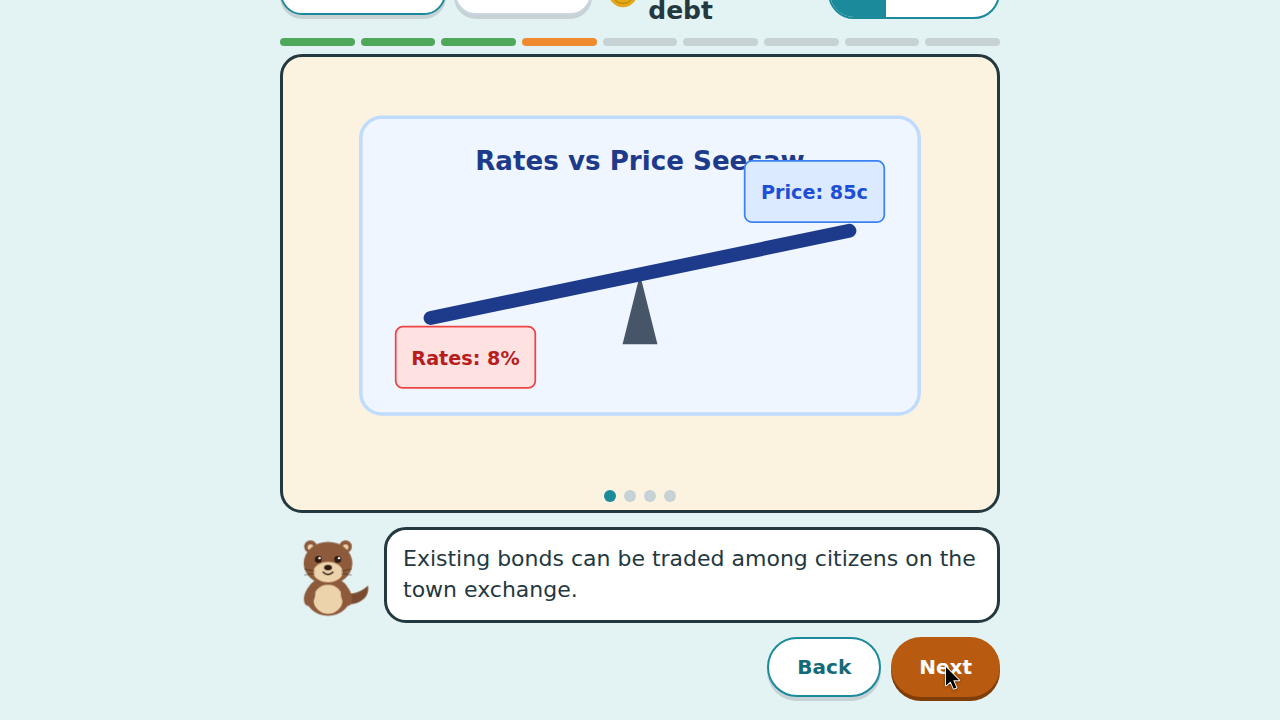 debt
Rates vs Price Seesaw
Price: 85c
Rates: 8%
Existing bonds can be traded among citizens on the
town exchange.
Back
Next